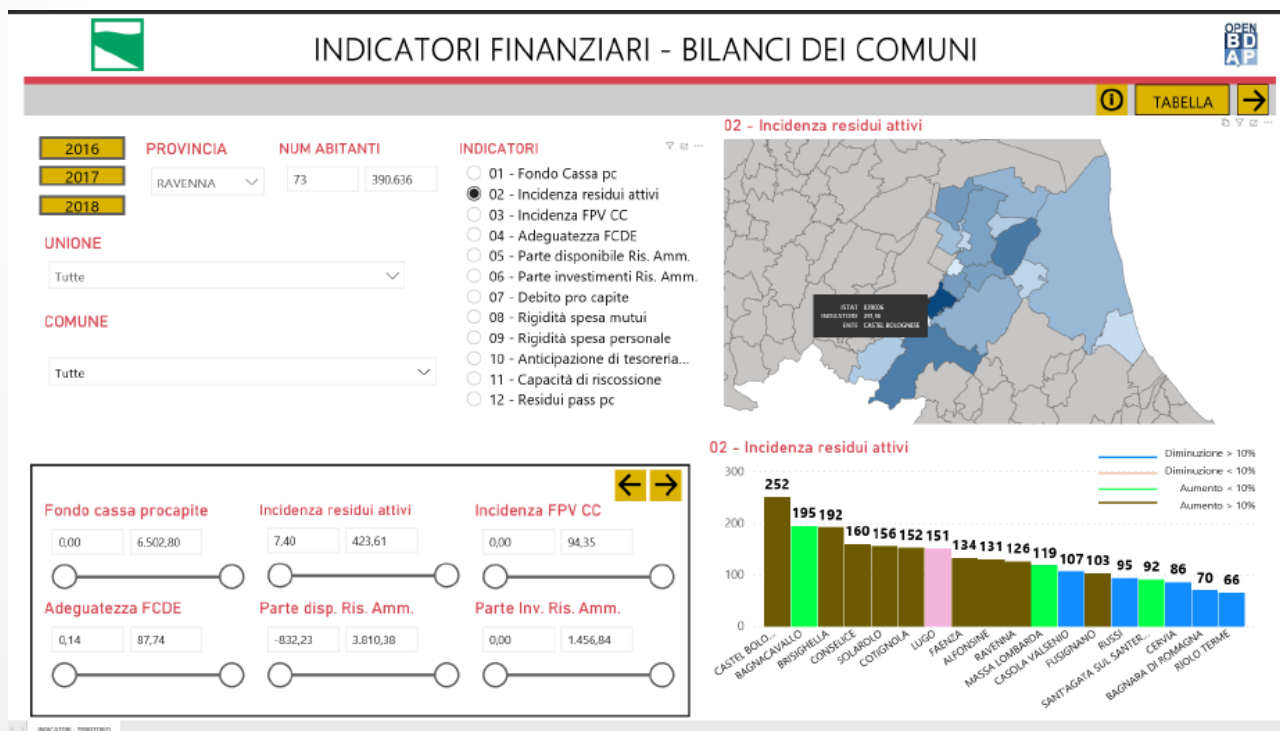 INDICATORI FINANZIARI - BILANCI DEI COMUNI
OPEN
BD
AP
TABELLA
2016
2017
2018
PROVINCIA
RAVENNA
NUM ABITANTI
73
390.636
UNIONE
Tutte
COMUNE
Tutte
INDICATORI
01 - Fondo Cassa pc
02 - Incidenza residui attivi
03 - Incidenza FPV CC
04 - Adeguatezza FCDE
05 - Parte disponibile Ris. Amm.
06 - Parte investimenti Ris. Amm.
07 - Debito pro capite
08 - Rigidità spesa mutui
09 - Rigidità spesa personale
10 - Anticipazione di tesoreria...
11 - Capacità di riscossione
12 - Residui pass pc
02 - Incidenza residui attivi
ISTAT
INDICATORE
ENTE CASTEL BOLOGNESE
Fondo cassa procapite
0,00 6.502,80
Incidenza residui attivi
7,40 423,61
Incidenza FPV CC
0,00 94,35
Adeguatezza FCDE
0,14 87,74
Parte disp. Ris. Amm.
-832,23 3.810,38
Parte Inv. Ris. Amm.
0,00 1.456,84
02 - Incidenza residui attivi
Diminuzione > 10%
Diminuzione < 10%
Aumento < 10%
Aumento > 10%
300
200
100
0
252 195 192 160 156 152 151 134 131 126 119 107 103 95 92 86 70 66
CASTEL BOLO...
BAGNACAVALLO
BRISIGHELLA
CONSELICE
SOLAROLO
COTIGNOLA
LUGO
FAENZA
ALFONSINE
RAVENNA
MASSA LOMBARDA
CASOLA VALSENIO
FUSIGNANO
RUSSI
SANT'AGATA SUL SANTER...
CERVIA
BAGNARA DI ROMAGNA
RIOLO TERME
INDICATORI - TERRITORIO